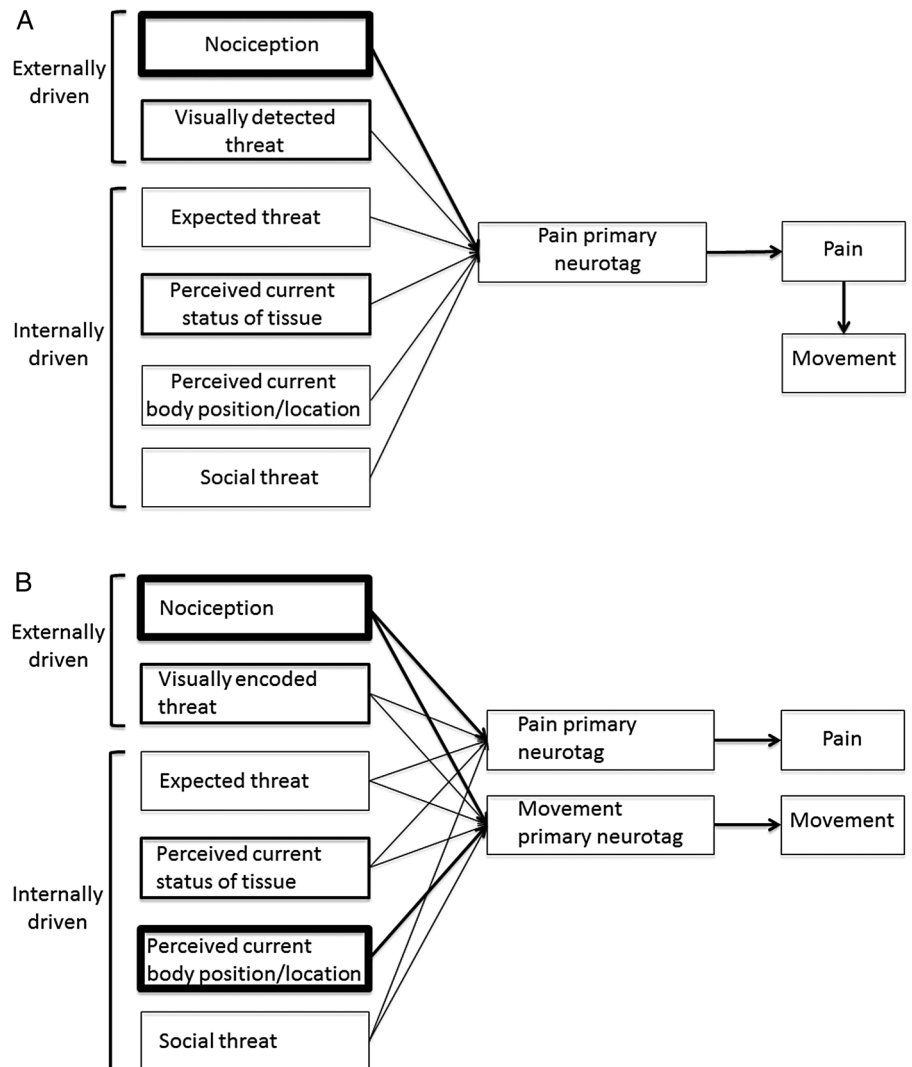 A
Externally
driven
Nociception
Visually detected
threat
Internally
driven
Expected threat
Perceived current
status of tissue
Perceived current
body position/location
Social threat
Pain primary
neurotag
Pain
Movement
B
Externally
driven
Nociception
Visually encoded
threat
Internally
driven
Expected threat
Perceived current
status of tissue
Perceived current
body position/location
Social threat
Pain primary
neurotag
Movement
primary neurotag
Pain
Movement